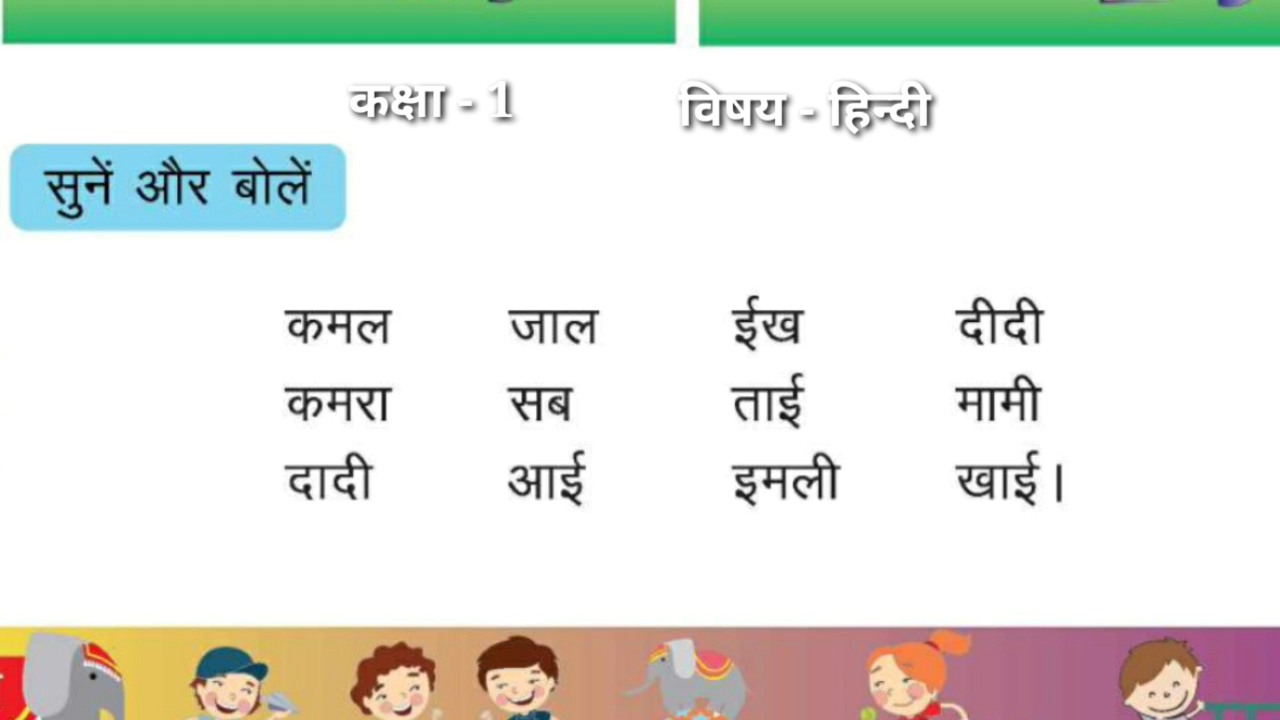 कक्षा - 1 विषय - हिन्दी
सुनें और बोलें
कमल जाल ईख दीदी
कमरा सब ताई मामी
दादी आई इमली खाई।